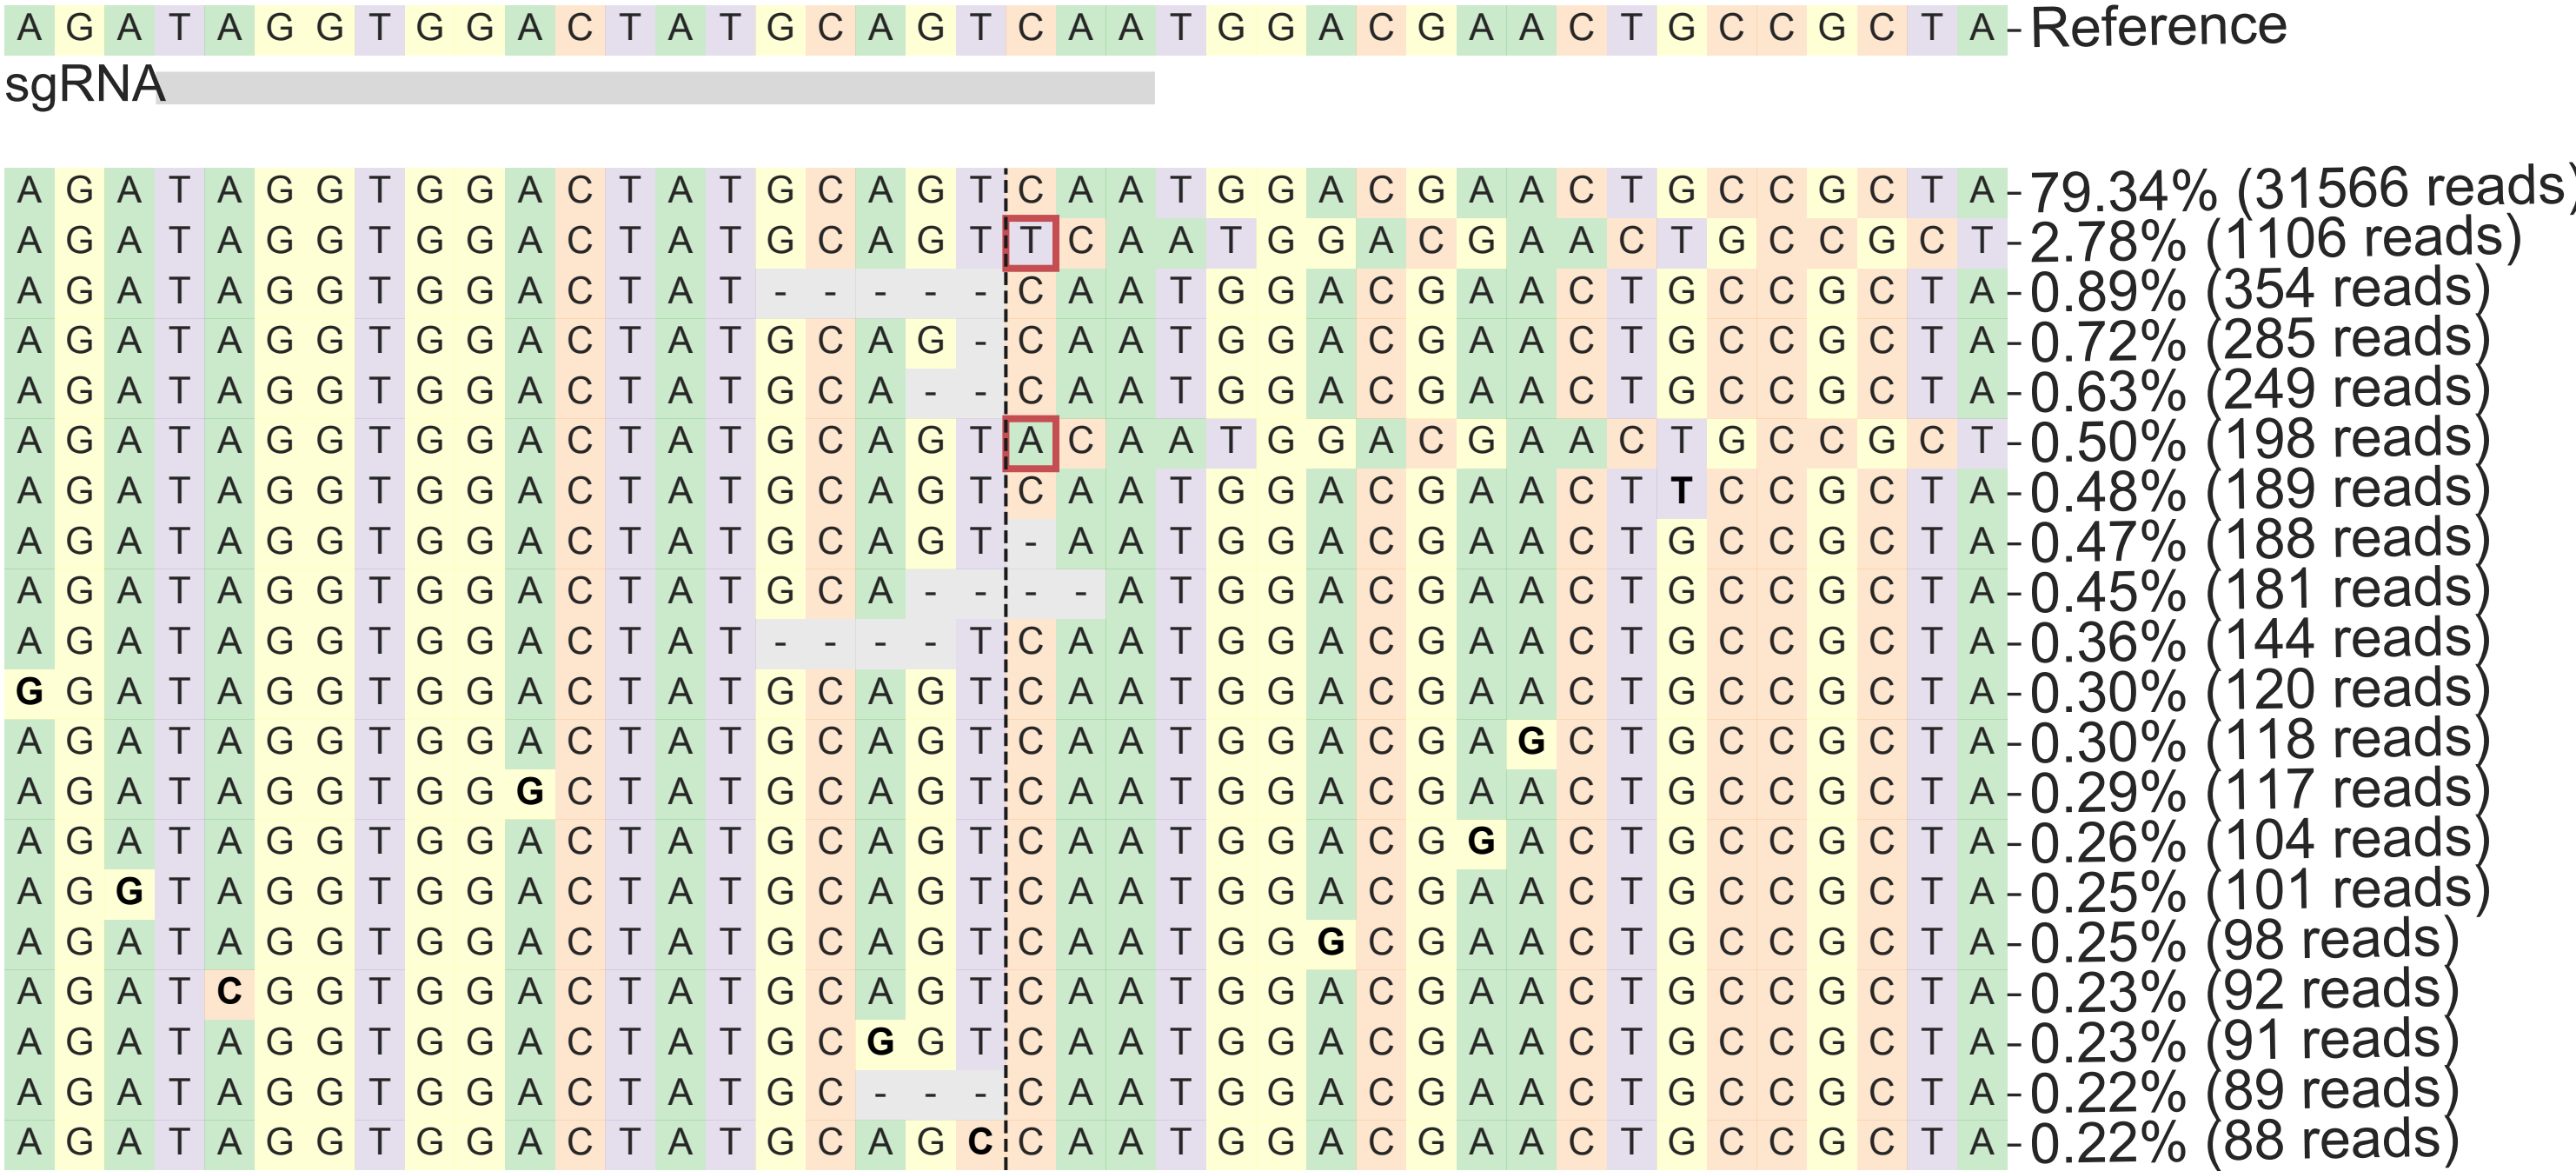 A G A T A G G T G G A C T A T G C A G T C A A T G G A C G A A C T G C C G C T A - Reference
sgRNA
A G A T A G G T G G A C T A T G C A G T C A A T G G A C G A A C T G C C G C T A - 79.34% (31566 reads)
A G A T A G G T G G A C T A T G C A G T T C A A T G G A C G A A C T G C C G C T - 2.78% (1106 reads)
A G A T A G G T G G A C T A T - - - - - C A A T G G A C G A A C T G C C G C T A - 0.89% (354 reads)
A G A T A G G T G G A C T A T G C A G - C A A T G G A C G A A C T G C C G C T A - 0.72% (285 reads)
A G A T A G G T G G A C T A T G C A - - C A A T G G A C G A A C T G C C G C T A - 0.63% (249 reads)
A G A T A G G T G G A C T A T G C A G T A C A A T G G A C G A A C T G C C G C T - 0.50% (198 reads)
A G A T A G G T G G A C T A T G C A G T C A A T G G A C G A A C T T C C G C T A - 0.48% (189 reads)
A G A T A G G T G G A C T A T G C A G T - A A T G G A C G A A C T G C C G C T A - 0.47% (188 reads)
A G A T A G G T G G A C T A T G C A - - - - A T G G A C G A A C T G C C G C T A - 0.45% (181 reads)
A G A T A G G T G G A C T A T - - - - T C A A T G G A C G A A C T G C C G C T A - 0.36% (144 reads)
G G A T A G G T G G A C T A T G C A G T C A A T G G A C G A A C T G C C G C T A - 0.30% (120 reads)
A G A T A G G T G G A C T A T G C A G T C A A T G G A C G A G C T G C C G C T A - 0.30% (118 reads)
A G A T A G G T G G G C T A T G C A G T C A A T G G A C G A A C T G C C G C T A - 0.29% (117 reads)
A G A T A G G T G G A C T A T G C A G T C A A T G G A C G G A C T G C C G C T A - 0.26% (104 reads)
A G G T A G G T G G A C T A T G C A G T C A A T G G A C G A A C T G C C G C T A - 0.25% (101 reads)
A G A T A G G T G G A C T A T G C A G T C A A T G G G C G A A C T G C C G C T A - 0.25% (98 reads)
A G A T C G G T G G A C T A T G C A G T C A A T G G A C G A A C T G C C G C T A - 0.23% (92 reads)
A G A T A G G T G G A C T A T G C G G T C A A T G G A C G A A C T G C C G C T A - 0.23% (91 reads)
A G A T A G G T G G A C T A T G C - - - C A A T G G A C G A A C T G C C G C T A - 0.22% (89 reads)
A G A T A G G T G G A C T A T G C A G C C A A T G G A C G A A C T G C C G C T A - 0.22% (88 reads)